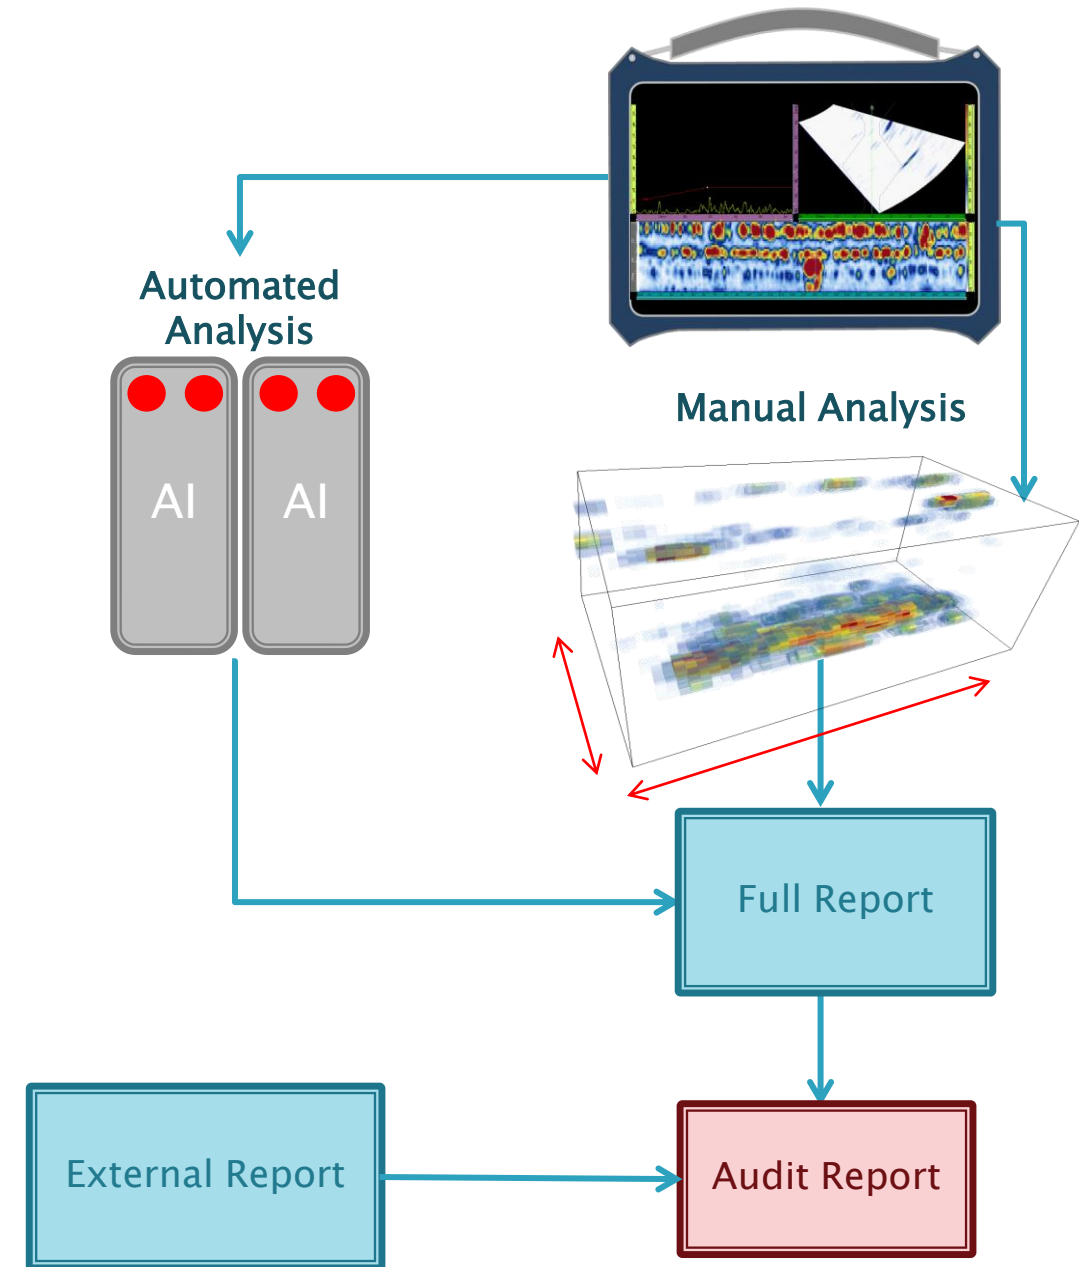 Automated
Analysis
Manual Analysis
AI
AI
Full Report
External Report
Audit Report